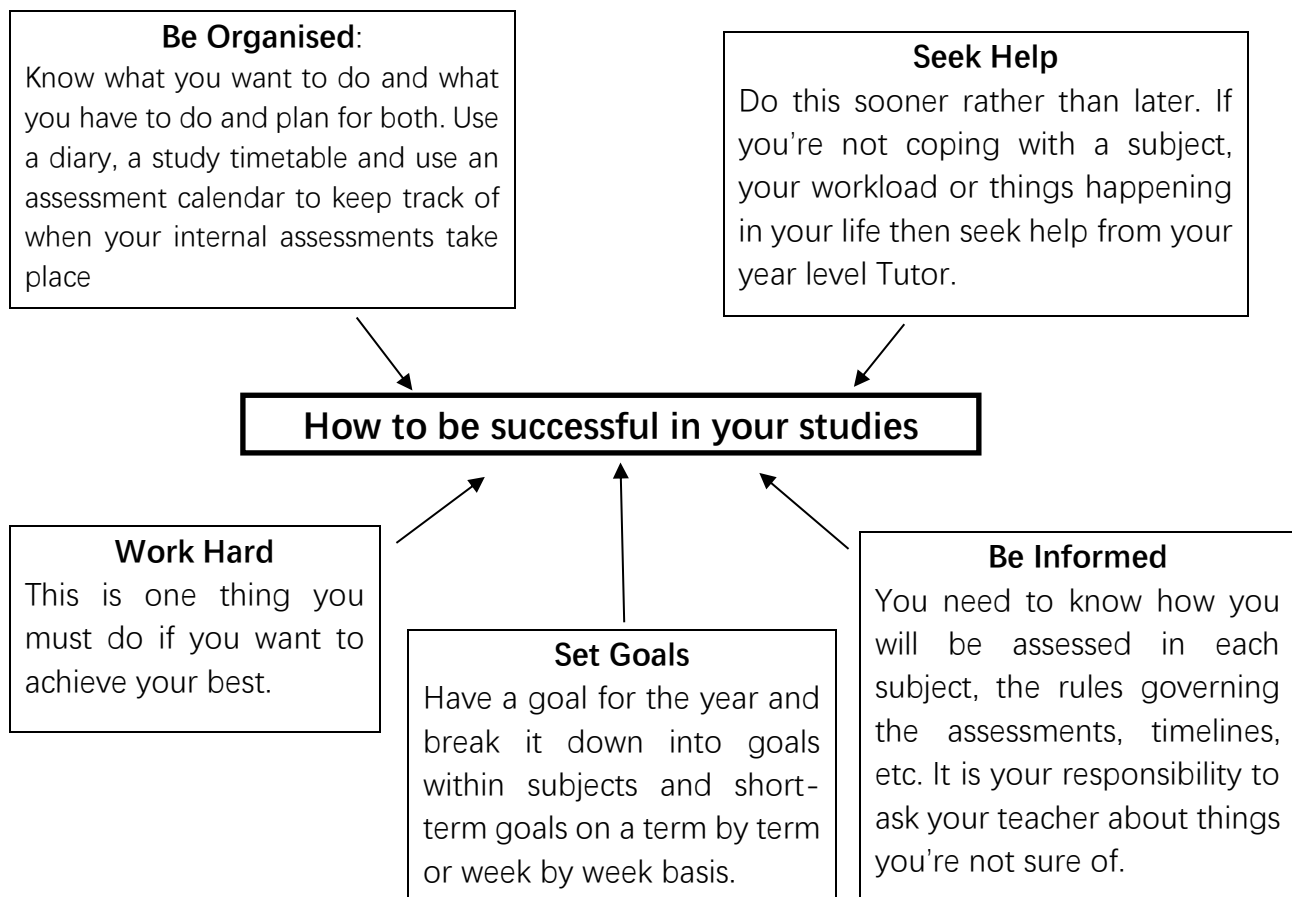 Be Organised:
Know what you want to do and what
you have to do and plan for both. Use
a diary, a study timetable and use an
assessment calendar to keep track of
when your internal assessments take
place
Seek Help
Do this sooner rather than later. If
you're not coping with a subject,
your workload or things happening
in your life then seek help from your
year level Tutor.
How to be successful in your studies
Work Hard
This is one thing you
must do if you want to
achieve your best.
Set Goals
Have a goal for the year and
break it down into goals
within subjects and short-
term goals on a term by term
or week by week basis.
Be Informed
You need to know how you
will be assessed in each
subject, the rules governing
the assessments, timelines,
etc. It is your responsibility to
ask your teacher about things
you're not sure of.